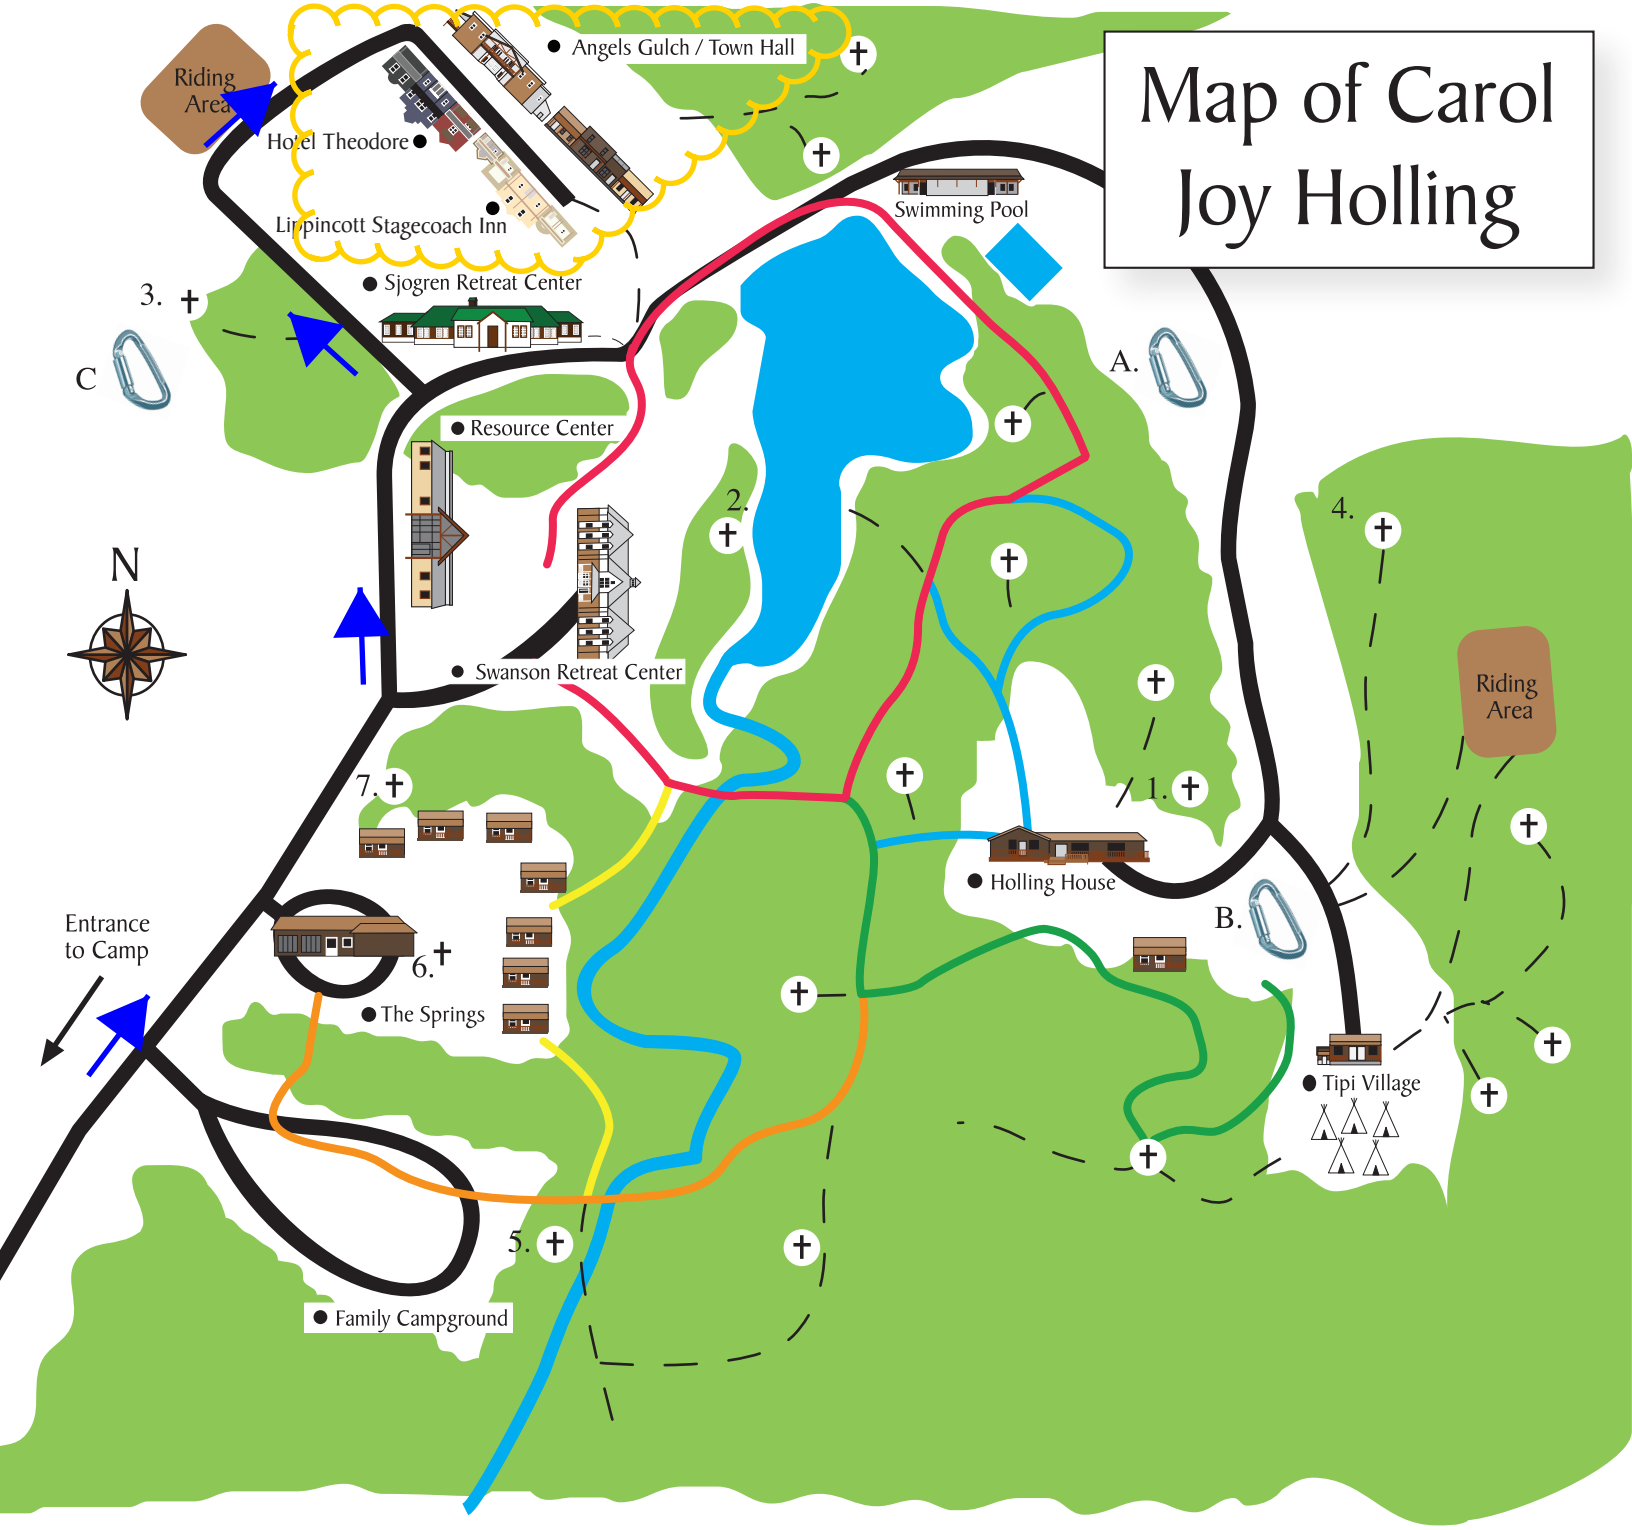 Map of Carol
Joy Holling
Angels Gulch / Town Hall
Riding
Area
Hotel Theodore
Lippincott Stagecoach Inn
Swimming Pool
Sjogren Retreat Center
3.
C
A.
Resource Center
2.
4.
N
Swanson Retreat Center
Riding
Area
7.
1.
Holling House
Entrance
to Camp
B.
6.
The Springs
Tipi Village
5.
Family Campground